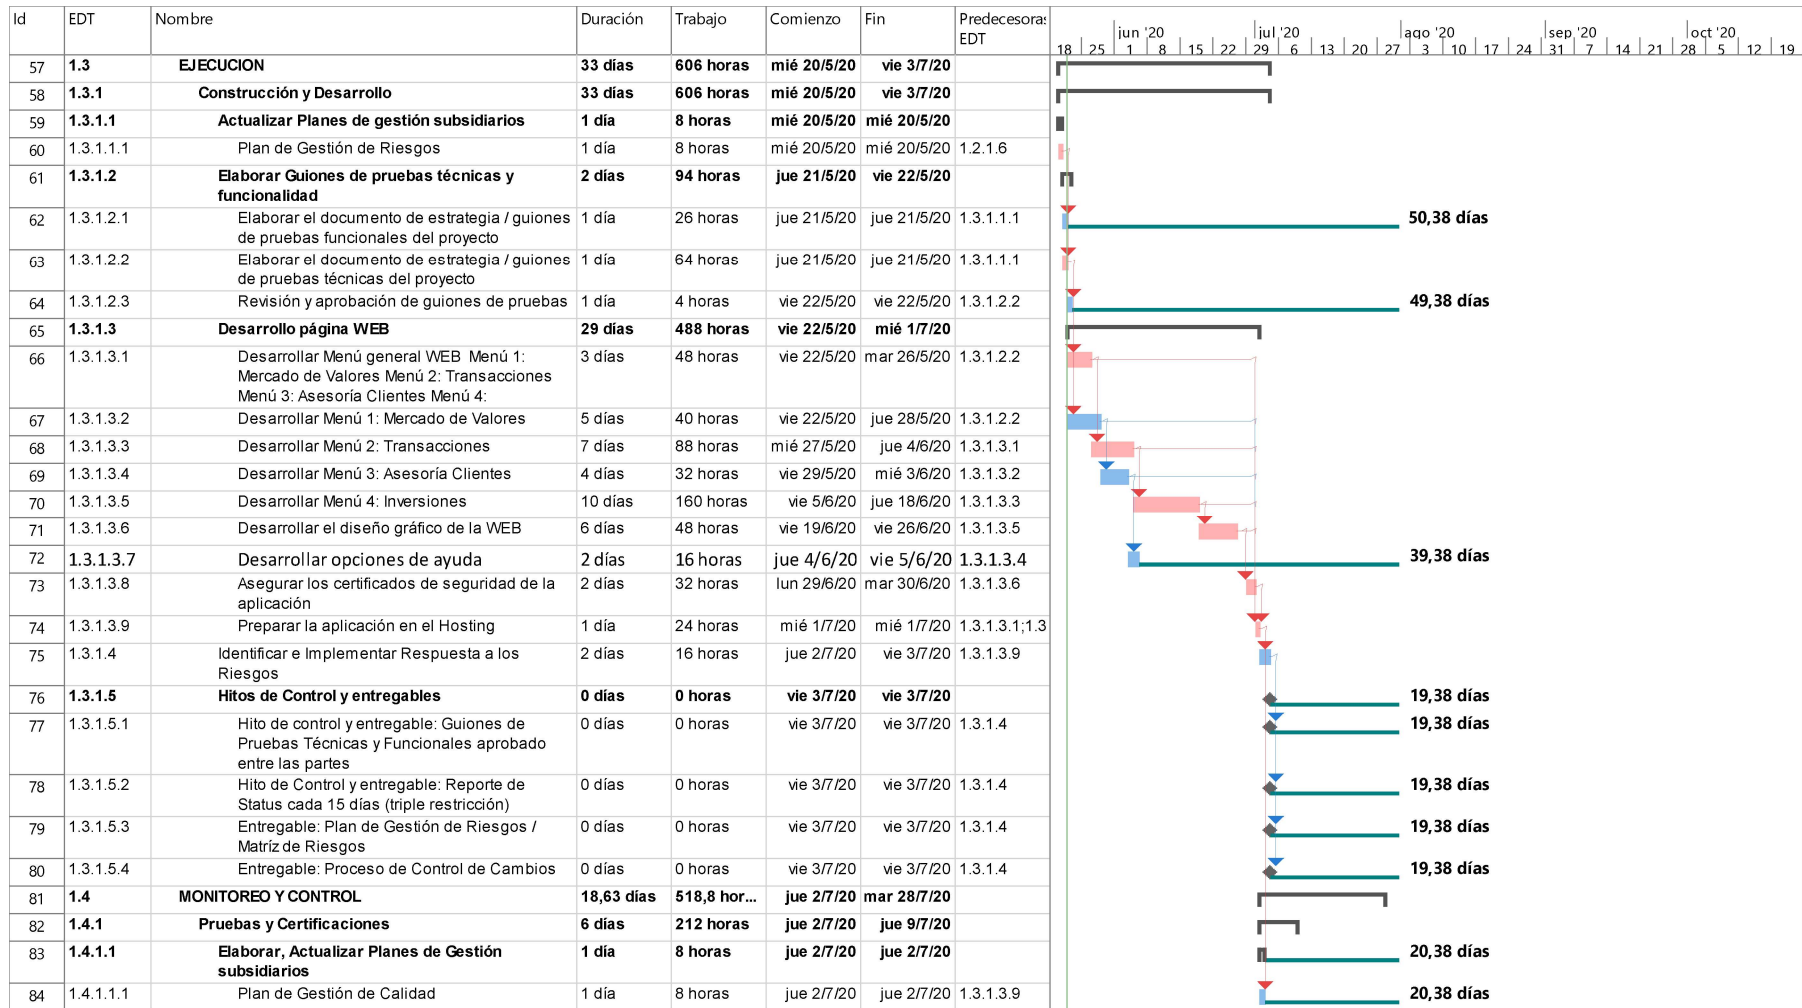 Id EDT Nombre Duración Trabajo Comienzo Fin Predecesoras EDT
jun '20 jul '20 ago '20 sep '20 oct '20
18 25 1 8 15 22 29 6 13 20 27 3 10 17 24 31 7 14 21 28 5 12 19
57 1.3 EJECUCION 33 días 606 horas mié 20/5/20 vie 3/7/20
58 1.3.1 Construcción y Desarrollo 33 días 606 horas mié 20/5/20 vie 3/7/20
59 1.3.1.1 Actualizar Planes de gestión subsidiarios 1 día 8 horas mié 20/5/20 mié 20/5/20
60 1.3.1.1.1 Plan de Gestión de Riesgos 1 día 8 horas mié 20/5/20 mié 20/5/20 1.2.1.6
61 1.3.1.2 Elaborar Guiones de pruebas técnicas y 2 días 94 horas jue 21/5/20 vie 22/5/20
funcionalidad
62 1.3.1.2.1 Elaborar el documento de estrategia / guiones 1 día 26 horas jue 21/5/20 jue 21/5/20 1.3.1.1.1 50,38 días
de pruebas funcionales del proyecto
63 1.3.1.2.2 Elaborar el documento de estrategia / guiones 1 día 64 horas jue 21/5/20 jue 21/5/20 1.3.1.1.1
de pruebas técnicas del proyecto
64 1.3.1.2.3 Revisión y aprobación de guiones de pruebas 1 día 4 horas vie 22/5/20 vie 22/5/20 1.3.1.2.2 49,38 días
65 1.3.1.3 Desarrollo página WEB 29 días 488 horas vie 22/5/20 mié 1/7/20
66 1.3.1.3.1 Desarrollar Menú general WEB Menú 1: 3 días 48 horas vie 22/5/20 mar 26/5/20 1.3.1.2.2
Mercado de Valores Menú 2: Transacciones
Menú 3: Asesoría Clientes Menú 4:
67 1.3.1.3.2 Desarrollar Menú 1: Mercado de Valores 5 días 40 horas vie 22/5/20 jue 28/5/20 1.3.1.2.2
68 1.3.1.3.3 Desarrollar Menú 2: Transacciones 7 días 88 horas mié 27/5/20 jue 4/6/20 1.3.1.3.1
69 1.3.1.3.4 Desarrollar Menú 3: Asesoría Clientes 4 días 32 horas vie 29/5/20 mié 3/6/20 1.3.1.3.2
70 1.3.1.3.5 Desarrollar Menú 4: Inversiones 10 días 160 horas vie 5/6/20 jue 18/6/20 1.3.1.3.3
71 1.3.1.3.6 Desarrollar el diseño gráfico de la WEB 6 días 48 horas vie 19/6/20 vie 26/6/20 1.3.1.3.5
72 1.3.1.3.7 Desarrollar opciones de ayuda 2 días 16 horas jue 4/6/20 vie 5/6/20 1.3.1.3.4 39,38 días
73 1.3.1.3.8 Asegurar los certificados de seguridad de la 2 días 32 horas lun 29/6/20 mar 30/6/20 1.3.1.3.6
aplicación
74 1.3.1.3.9 Preparar la aplicación en el Hosting 1 día 24 horas mié 1/7/20 mié 1/7/20 1.3.1.3.1;1.3
75 1.3.1.4 Identificar e Implementar Respuesta a los 2 días 16 horas jue 2/7/20 vie 3/7/20 1.3.1.3.9
Riesgos
76 1.3.1.5 Hitos de Control y entregables 0 días 0 horas vie 3/7/20 vie 3/7/20 19,38 días
77 1.3.1.5.1 Hito de control y entregable: Guiones de 0 días 0 horas vie 3/7/20 vie 3/7/20 1.3.1.4 19,38 días
Pruebas Técnicas y Funcionales aprobado
entre las partes
78 1.3.1.5.2 Hito de Control y entregable: Reporte de 0 días 0 horas vie 3/7/20 vie 3/7/20 1.3.1.4 19,38 días
Status cada 15 días (triple restricción)
79 1.3.1.5.3 Entregable: Plan de Gestión de Riesgos / 0 días 0 horas vie 3/7/20 vie 3/7/20 1.3.1.4 19,38 días
Matríz de Riesgos
80 1.3.1.5.4 Entregable: Proceso de Control de Cambios 0 días 0 horas vie 3/7/20 vie 3/7/20 1.3.1.4 19,38 días
81 1.4 MONITOREO Y CONTROL 18,63 días 518,8 hor... jue 2/7/20 mar 28/7/20
82 1.4.1 Pruebas y Certificaciones 6 días 212 horas jue 2/7/20 jue 9/7/20
83 1.4.1.1 Elaborar, Actualizar Planes de Gestión 1 día 8 horas jue 2/7/20 jue 2/7/20 20,38 días
subsidiarios
84 1.4.1.1.1 Plan de Gestión de Calidad 1 día 8 horas jue 2/7/20 jue 2/7/20 1.3.1.3.9 20,38 días